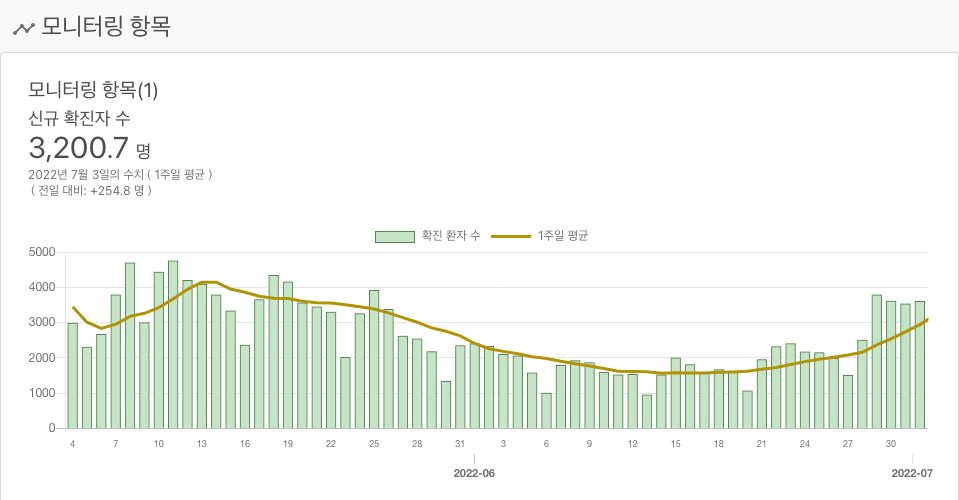 모니터링 항목
모니터링 항목(1)
신규 확진자 수
3,200.7 명
2022년 7월 3일의 수치 ( 1주일 평균 )
( 전일 대비: +254.8 명 )
확진 환자 수 1주일 평균
5000
4000
3000
2000
1000
0
4 7 10 13 16 19 22 25 28 31 3 6 9 12 15 18 21 24 27 30
2022-06 2022-07